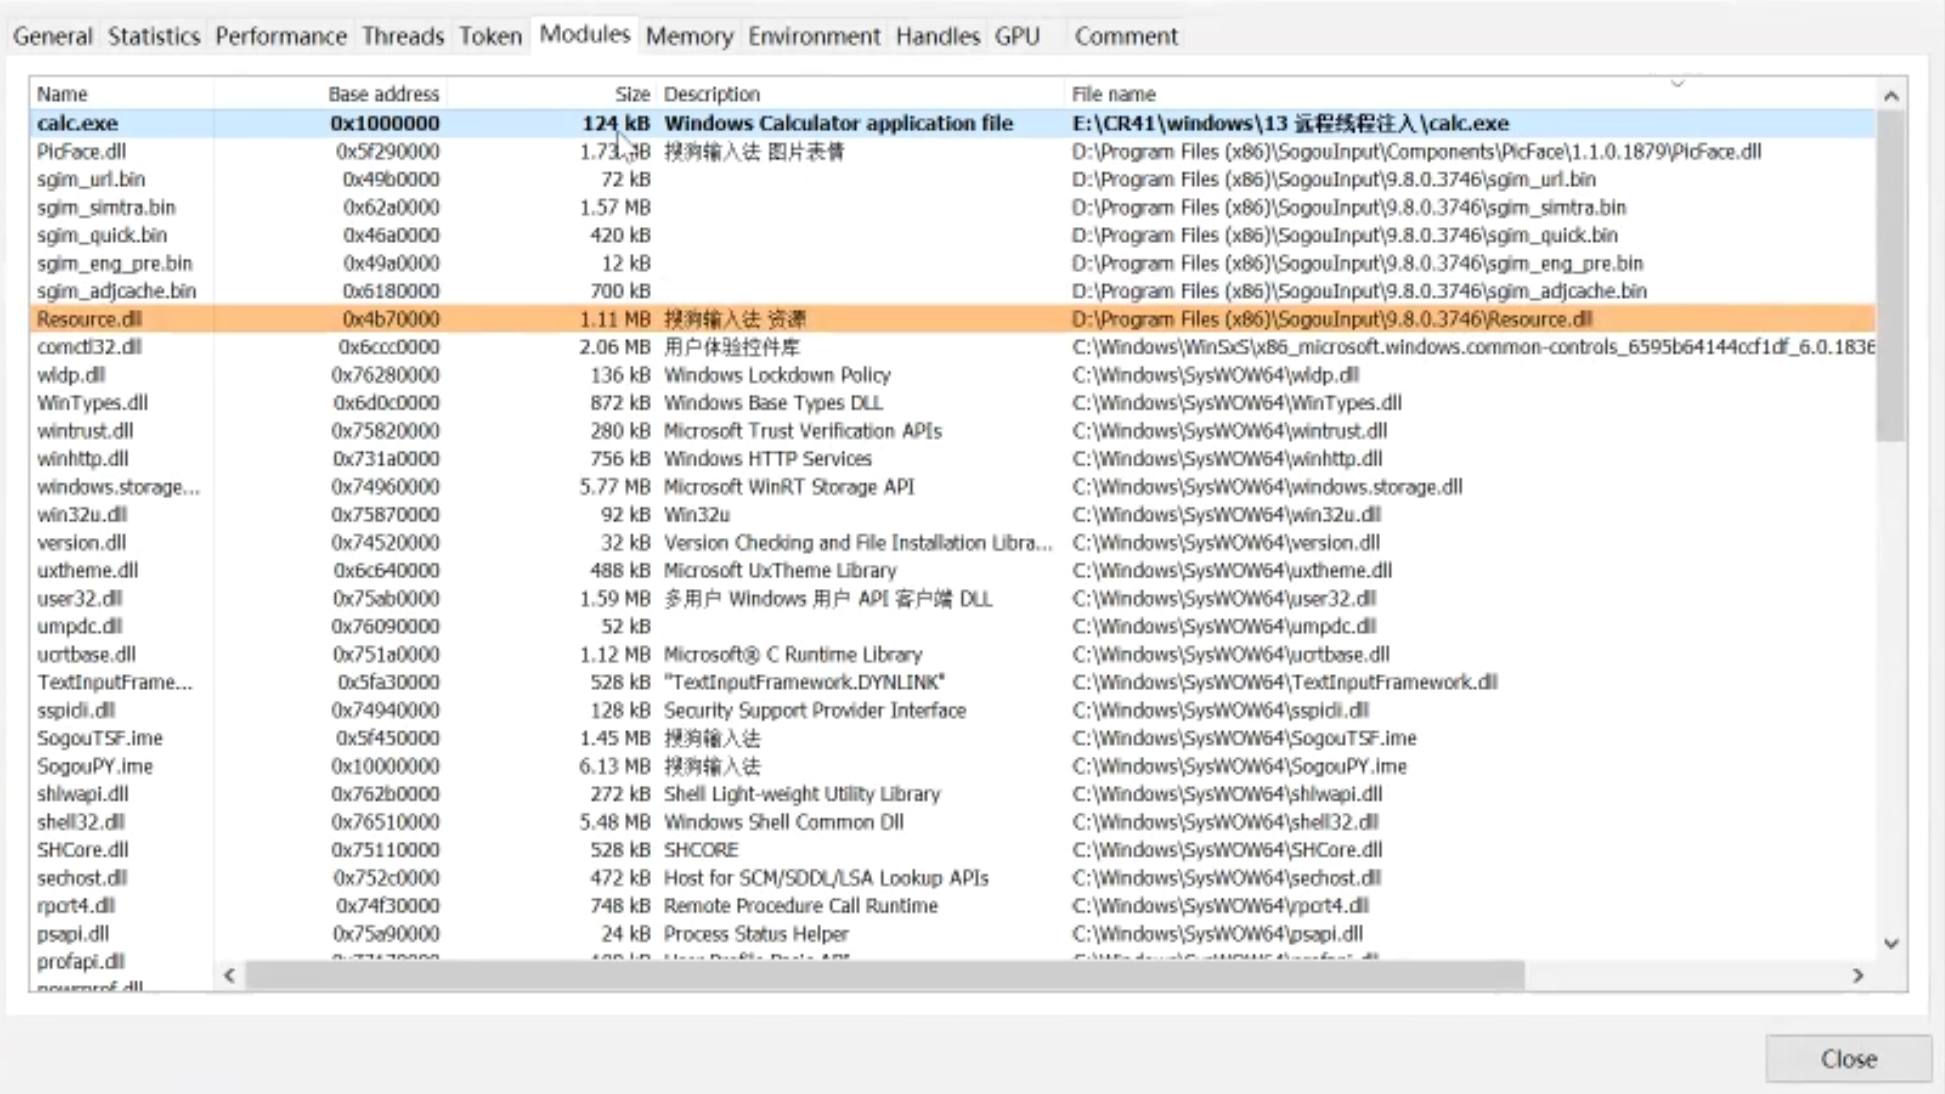 General Statistics Performance Threads Token Modules Memory Environment Handles GPU Comment
Name Base address Size Description File name
calc.exe 0x1000000 124 kB Windows Calculator application file E:\CR41\windows\13 远程线程注入\calc.exe
PicFace.dll 0x5f290000 1.73 MB 搜狗输入法 图片表情 D:\Program Files (x86)\SogouInput\Components\PicFace\1.1.0.1879\PicFace.dll
sgim_url.bin 0x49b0000 72 kB D:\Program Files (x86)\SogouInput\9.8.0.3746\sgim_url.bin
sgim_simtra.bin 0x62a0000 1.57 MB D:\Program Files (x86)\SogouInput\9.8.0.3746\sgim_simtra.bin
sgim_quick.bin 0x46a0000 420 kB D:\Program Files (x86)\SogouInput\9.8.0.3746\sgim_quick.bin
sgim_eng_pre.bin 0x49a0000 12 kB D:\Program Files (x86)\SogouInput\9.8.0.3746\sgim_eng_pre.bin
sgim_adjcache.bin 0x6180000 700 kB D:\Program Files (x86)\SogouInput\9.8.0.3746\sgim_adjcache.bin
Resource.dll 0x4b70000 1.11 MB 搜狗输入法 资源 D:\Program Files (x86)\SogouInput\9.8.0.3746\Resource.dll
comctl32.dll 0x6ccc0000 2.06 MB 用户体验控件库 C:\Windows\WinSxS\x86_microsoft.windows.common-controls_6595b64144ccf1df_6.0.1836
wldp.dll 0x76280000 136 kB Windows Lockdown Policy C:\Windows\SysWOW64\wldp.dll
WinTypes.dll 0x6d0c0000 872 kB Windows Base Types DLL C:\Windows\SysWOW64\WinTypes.dll
wintrust.dll 0x75820000 280 kB Microsoft Trust Verification APIs C:\Windows\SysWOW64\wintrust.dll
winhttp.dll 0x731a0000 756 kB Windows HTTP Services C:\Windows\SysWOW64\winhttp.dll
windows.storage... 0x74960000 5.77 MB Microsoft WinRT Storage API C:\Windows\SysWOW64\windows.storage.dll
win32u.dll 0x75870000 92 kB Win32u C:\Windows\SysWOW64\win32u.dll
version.dll 0x74520000 32 kB Version Checking and File Installation Libra... C:\Windows\SysWOW64\version.dll
uxtheme.dll 0x6c640000 488 kB Microsoft UxTheme Library C:\Windows\SysWOW64\uxtheme.dll
user32.dll 0x75ab0000 1.59 MB 多用户 Windows 用户 API 客户端 DLL C:\Windows\SysWOW64\user32.dll
umpdc.dll 0x76090000 52 kB C:\Windows\SysWOW64\umpdc.dll
ucrtbase.dll 0x751a0000 1.12 MB Microsoft® C Runtime Library C:\Windows\SysWOW64\ucrtbase.dll
TextInputFrame... 0x5fa30000 528 kB "TextInputFramework.DYNLINK" C:\Windows\SysWOW64\TextInputFramework.dll
sspicli.dll 0x74940000 128 kB Security Support Provider Interface C:\Windows\SysWOW64\sspicli.dll
SogouTSF.ime 0x5f450000 1.45 MB 搜狗输入法 C:\Windows\SysWOW64\SogouTSF.ime
SogouPY.ime 0x10000000 6.13 MB 搜狗输入法 C:\Windows\SysWOW64\SogouPY.ime
shlwapi.dll 0x762b0000 272 kB Shell Light-weight Utility Library C:\Windows\SysWOW64\shlwapi.dll
shell32.dll 0x76510000 5.48 MB Windows Shell Common Dll C:\Windows\SysWOW64\shell32.dll
SHCore.dll 0x75110000 528 kB SHCORE C:\Windows\SysWOW64\SHCore.dll
sechost.dll 0x752c0000 472 kB Host for SCM/SDDL/LSA Lookup APIs C:\Windows\SysWOW64\sechost.dll
rpcrt4.dll 0x74f30000 748 kB Remote Procedure Call Runtime C:\Windows\SysWOW64\rpcrt4.dll
psapi.dll 0x75a90000 24 kB Process Status Helper C:\Windows\SysWOW64\psapi.dll
profapi.dll
Close